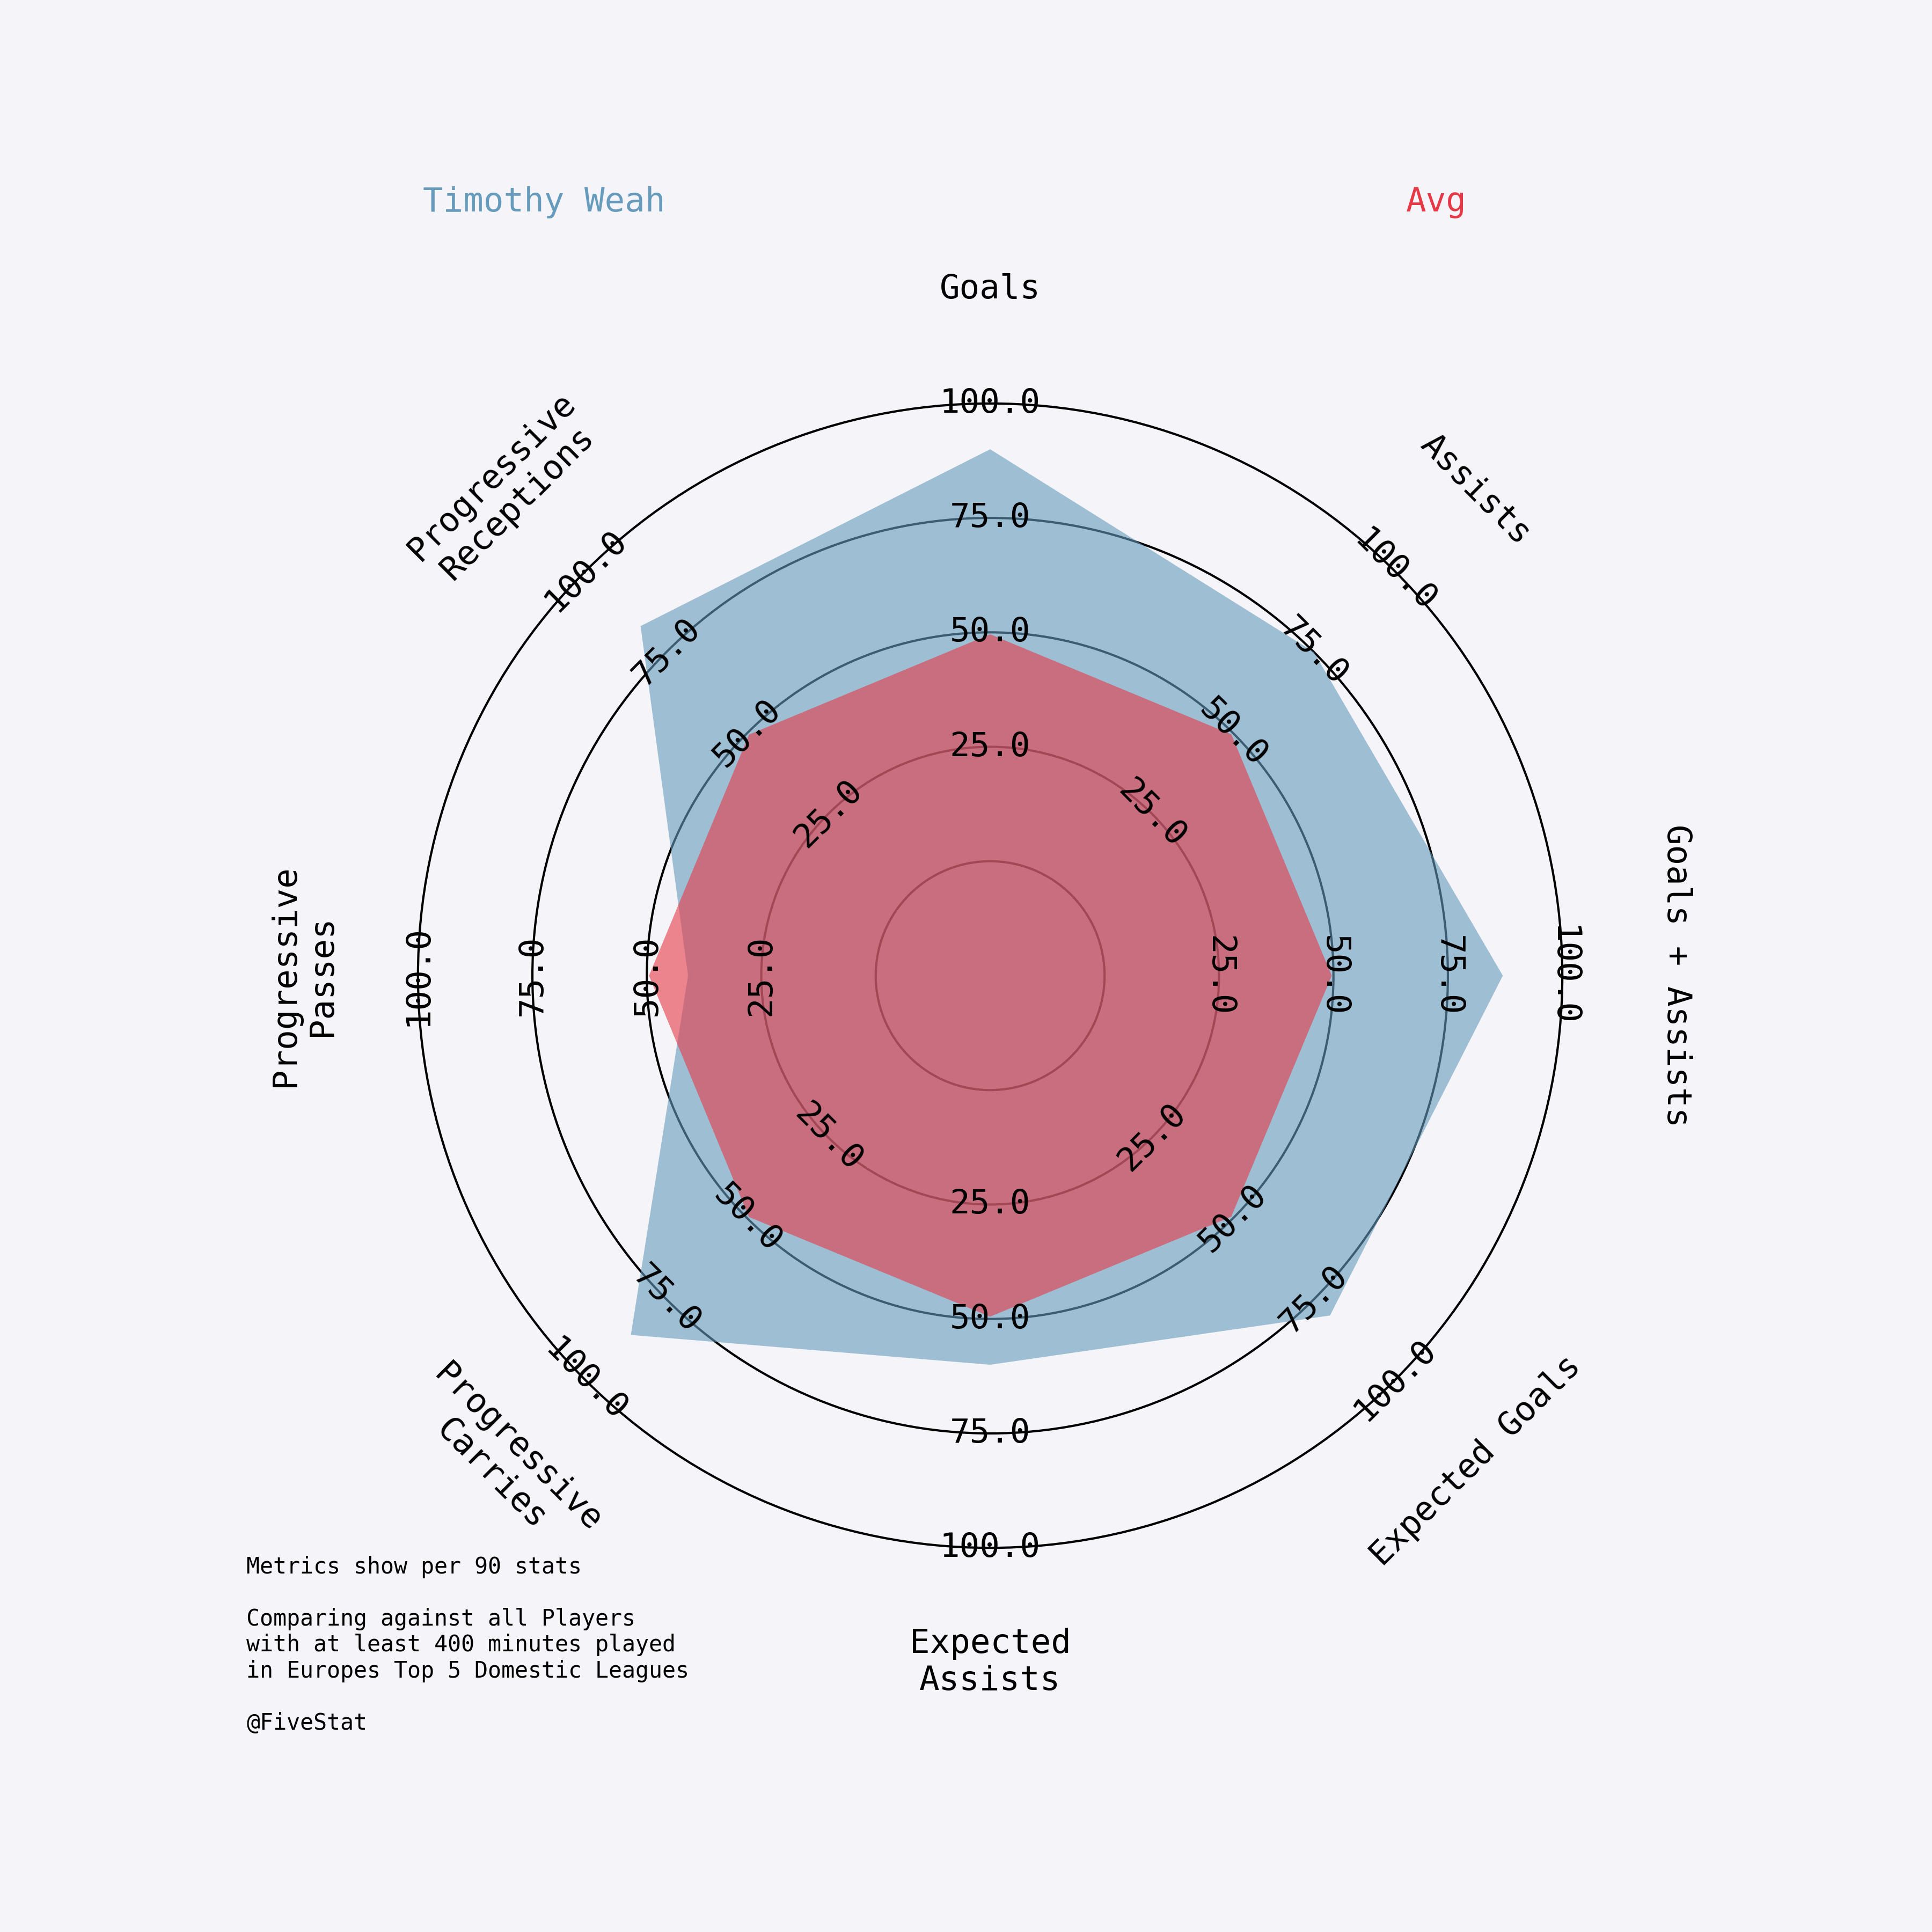 Timothy Weah
Avg
Goals
Assists
Goals + Assists
Expected Goals
Expected
Assists
Progressive
Carries
Progressive
Passes
Progressive
Receptions
25.0
50.0
75.0
100.0
25.0
50.0
75.0
100.0
25.0
50.0
75.0
100.0
25.0
50.0
75.0
100.0
25.0
50.0
75.0
100.0
25.0
50.0
75.0
100.0
25.0
50.0
75.0
100.0
25.0
50.0
75.0
100.0
Metrics show per 90 stats
Comparing against all Players
with at least 400 minutes played
in Europes Top 5 Domestic Leagues
@FiveStat